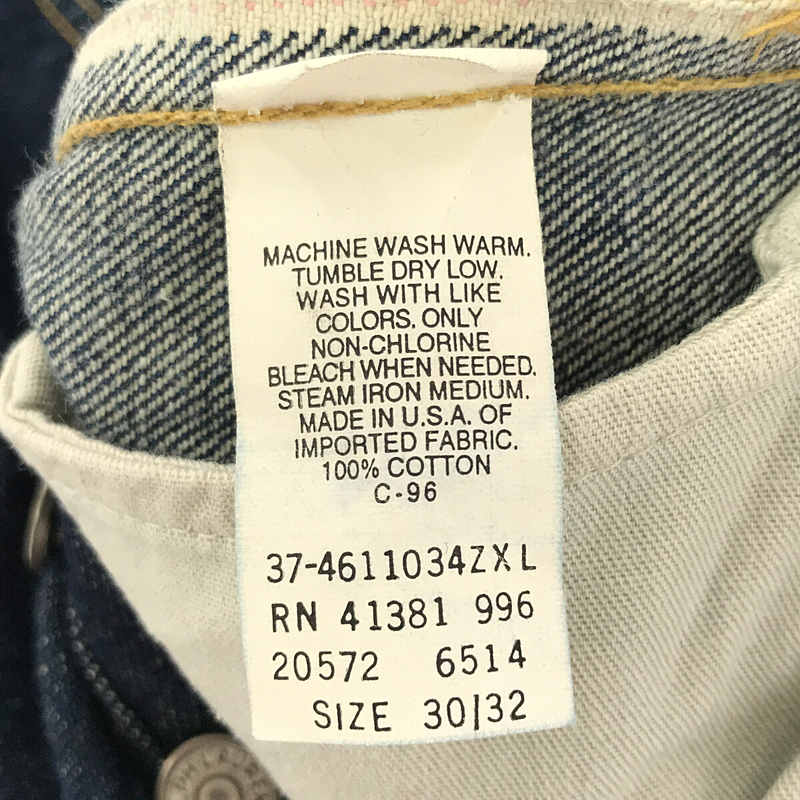 MACHINE WASH WARM.
TUMBLE DRY LOW.
WASH WITH LIKE
COLORS. ONLY
NON-CHLORINE
BLEACH WHEN NEEDED.
STEAM IRON MEDIUM.
MADE IN U.S.A. OF
IMPORTED FABRIC.
100% COTTON
C-96
37-4611034ZXL
RN 41381 996
20572 6514
SIZE 30/32